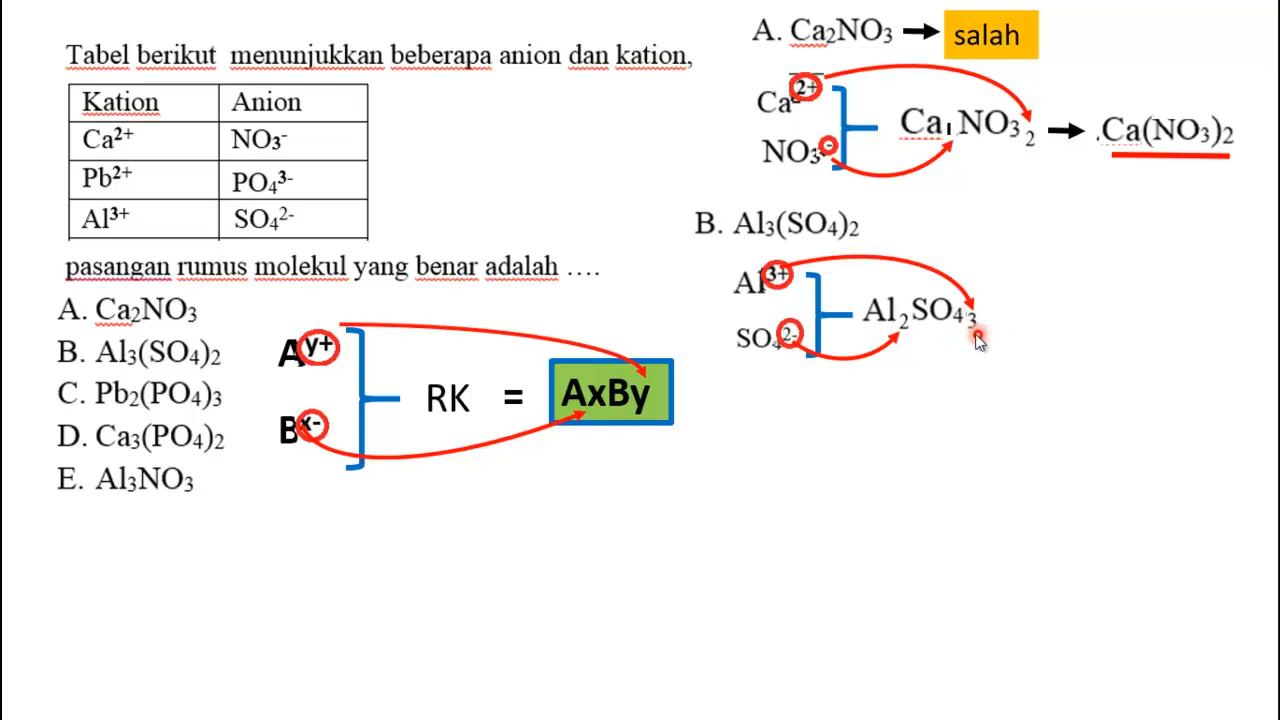 Tabel berikut menunjukkan beberapa anion dan kation,
Kation Anion
Ca²⁺ NO₃⁻
Pb²⁺ PO₄³⁻
Al³⁺ SO₄²⁻
pasangan rumus molekul yang benar adalah ….
A. Ca₂NO₃
B. Al₃(SO₄)₂
C. Pb₂(PO₄)₃
D. Ca₃(PO₄)₂
E. Al₃NO₃
Aʸ⁺
Bˣ⁻
RK = AxBy
A. Ca₂NO₃ → salah
Ca²⁺
NO₃⁻
Ca₁NO₃₂ → .Ca(NO₃)₂
B. Al₃(SO₄)₂
Al³⁺
SO₄²⁻
Al₂SO₄₃